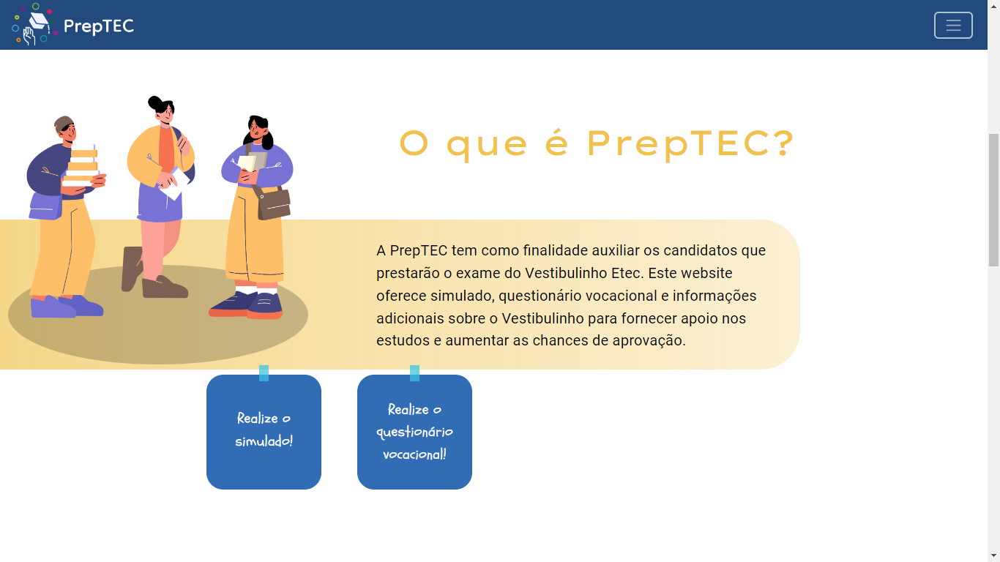 PrepTEC
O que é PrepTEC?
A PrepTEC tem como finalidade auxiliar os candidatos que
prestarão o exame do Vestibulinho Etec. Este website
oferece simulado, questionário vocacional e informações
adicionais sobre o Vestibulinho para fornecer apoio nos
estudos e aumentar as chances de aprovação.
Realize o
simulado!
Realize o
questionário
vocacional!